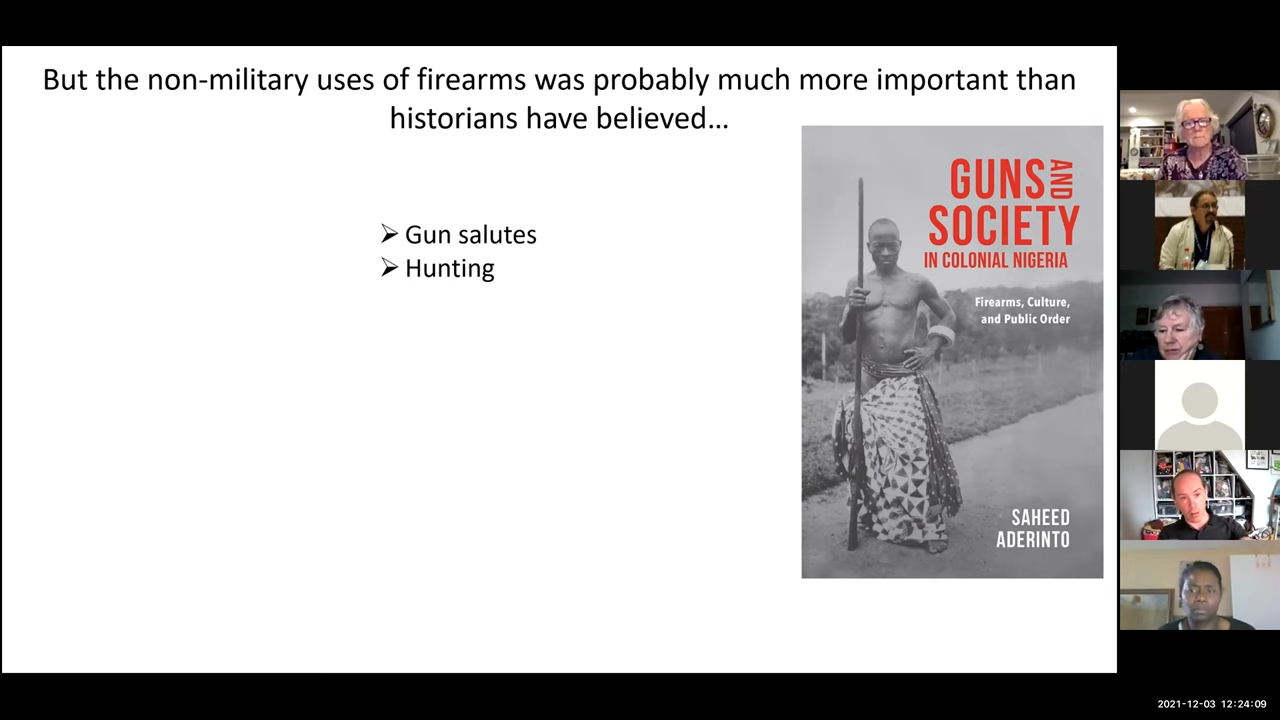 But the non-military uses of firearms was probably much more important than
historians have believed…
➢ Gun salutes
➢ Hunting
GUNS AND
SOCIETY
IN COLONIAL NIGERIA
Firearms, Culture,
and Public Order
SAHEED
ADERINTO
2021-12-03 12:24:09